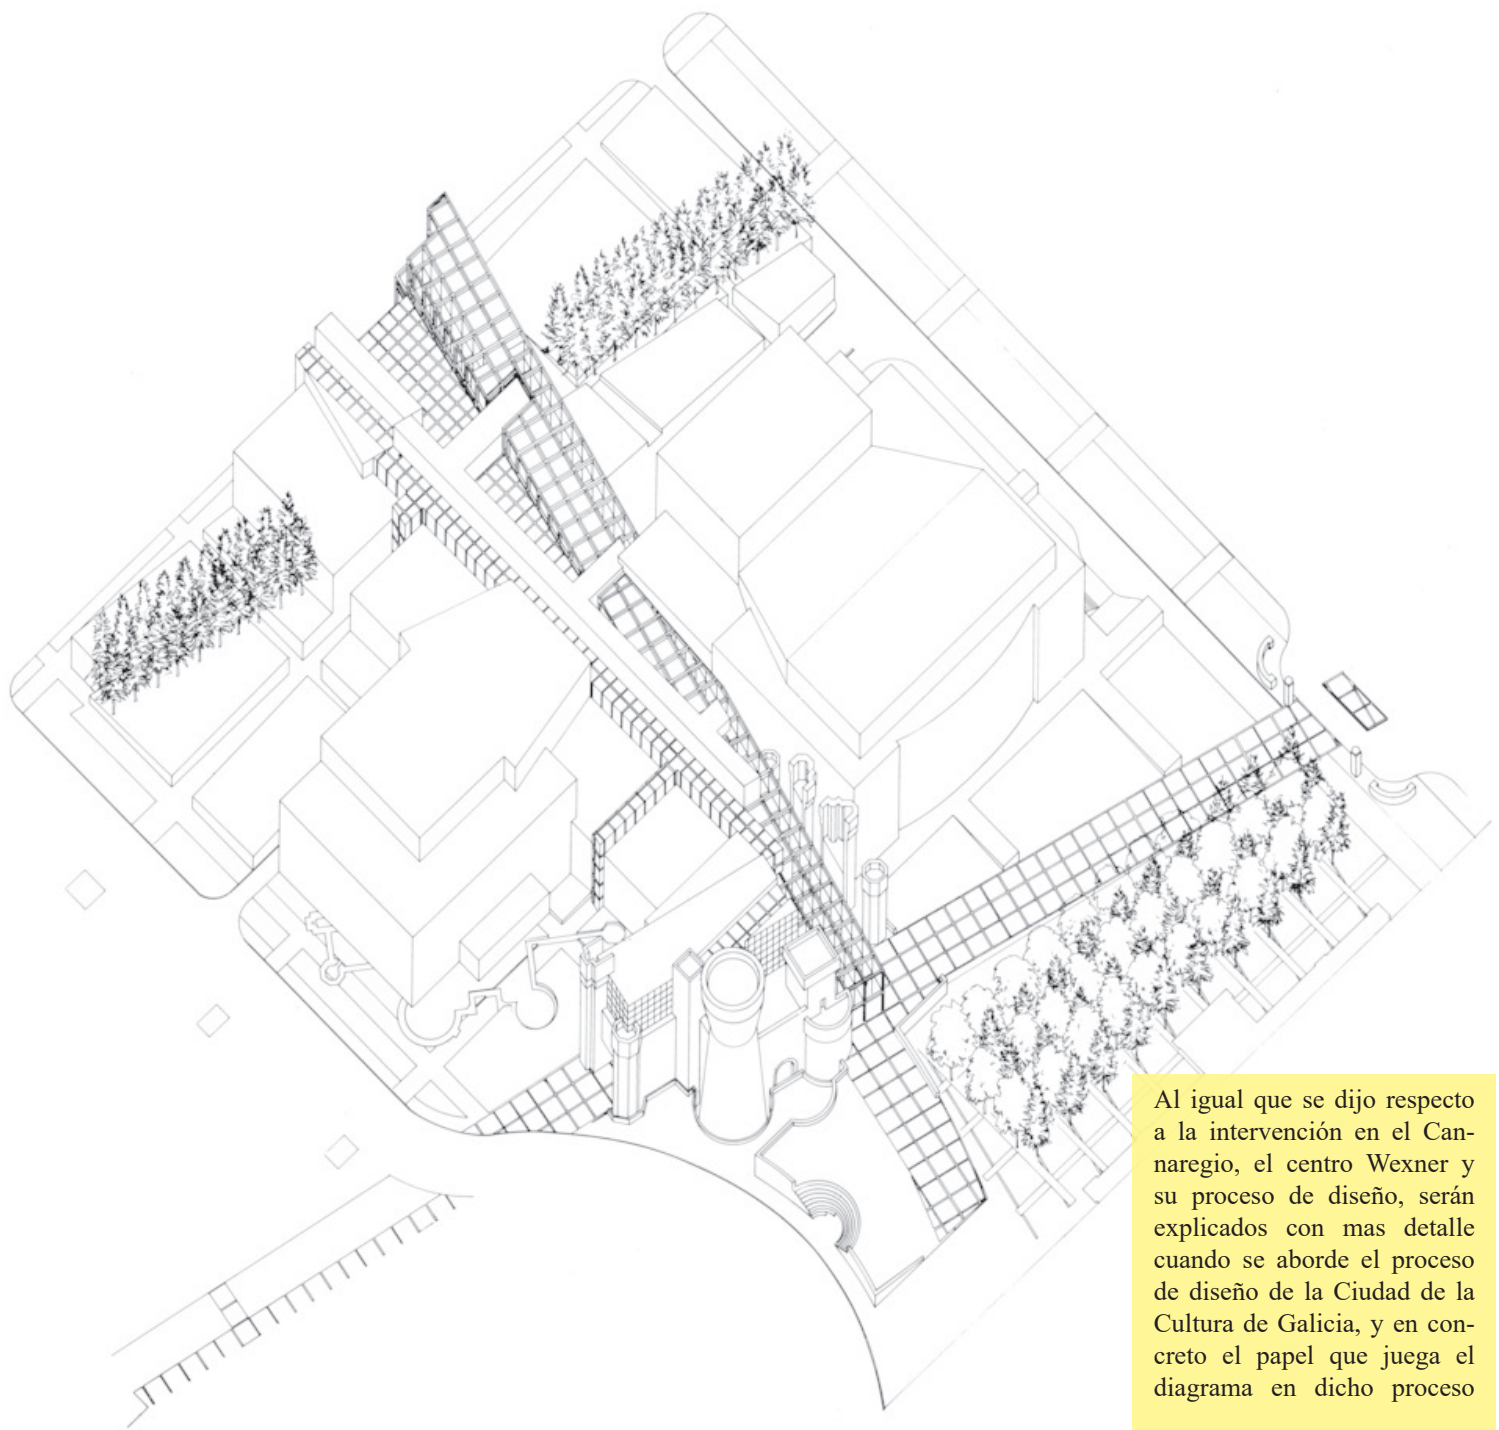 Al igual que se dijo respecto
a la intervención en el Can-
naregio, el centro Wexner y
su proceso de diseño, serán
explicados con mas detalle
cuando se aborde el proceso
de diseño de la Ciudad de la
Cultura de Galicia, y en con-
creto el papel que juega el
diagrama en dicho proceso